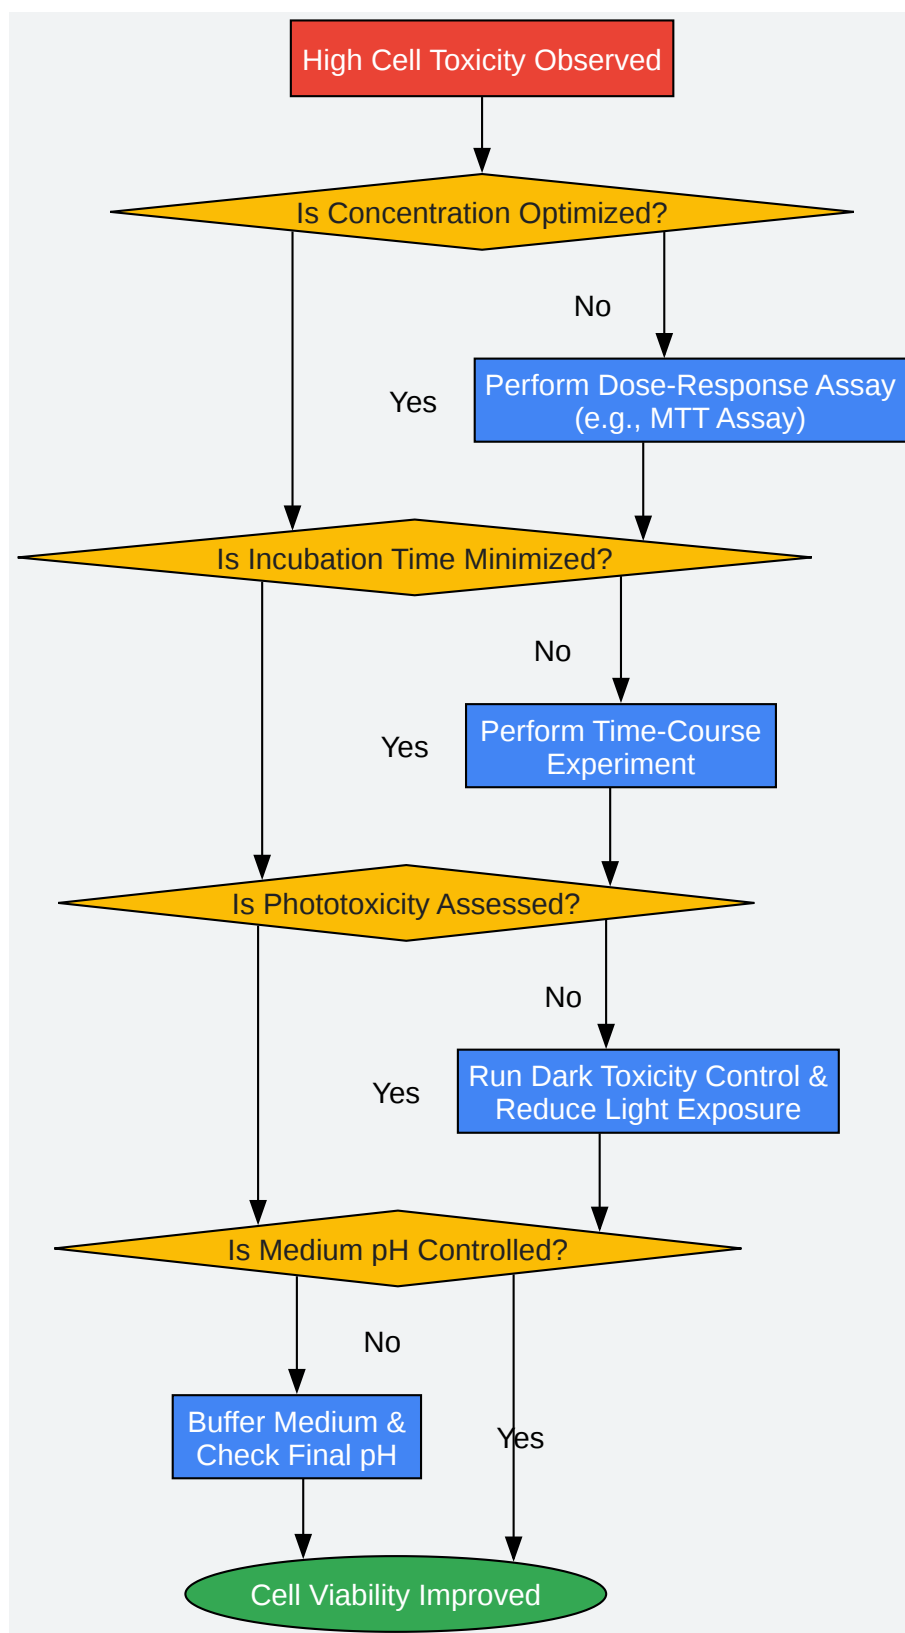 High Cell Toxicity Observed
Is Concentration Optimized?
No
Yes
Perform Dose-Response Assay
(e.g., MTT Assay)
Is Incubation Time Minimized?
No
Yes
Perform Time-Course
Experiment
Is Phototoxicity Assessed?
No
Yes
Run Dark Toxicity Control &
Reduce Light Exposure
Is Medium pH Controlled?
No
Buffer Medium &
Check Final pH
Yes
Cell Viability Improved